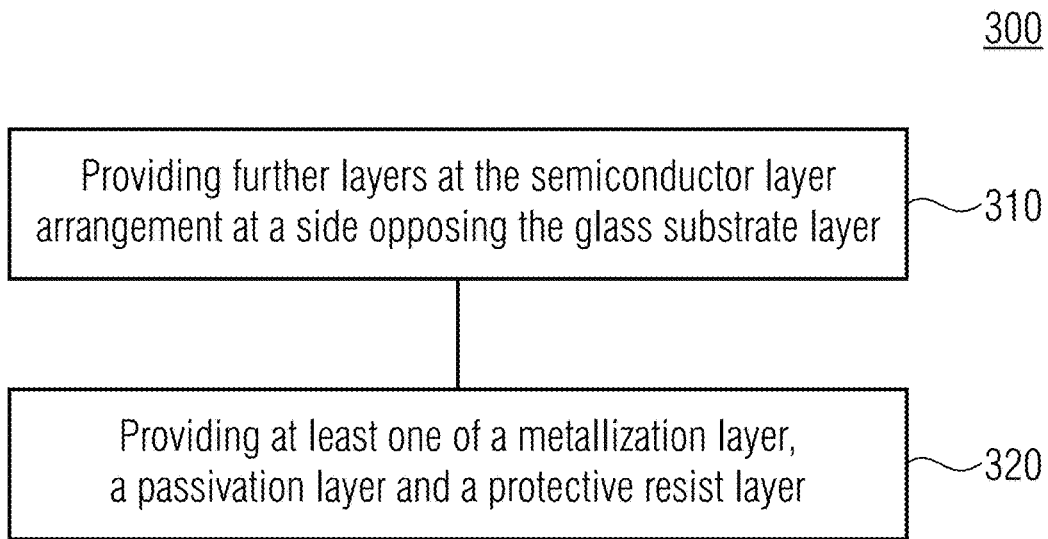 300
Providing further layers at the semiconductor layer
arrangement at a side opposing the glass substrate layer
310
Providing at least one of a metallization layer,
a passivation layer and a protective resist layer
320